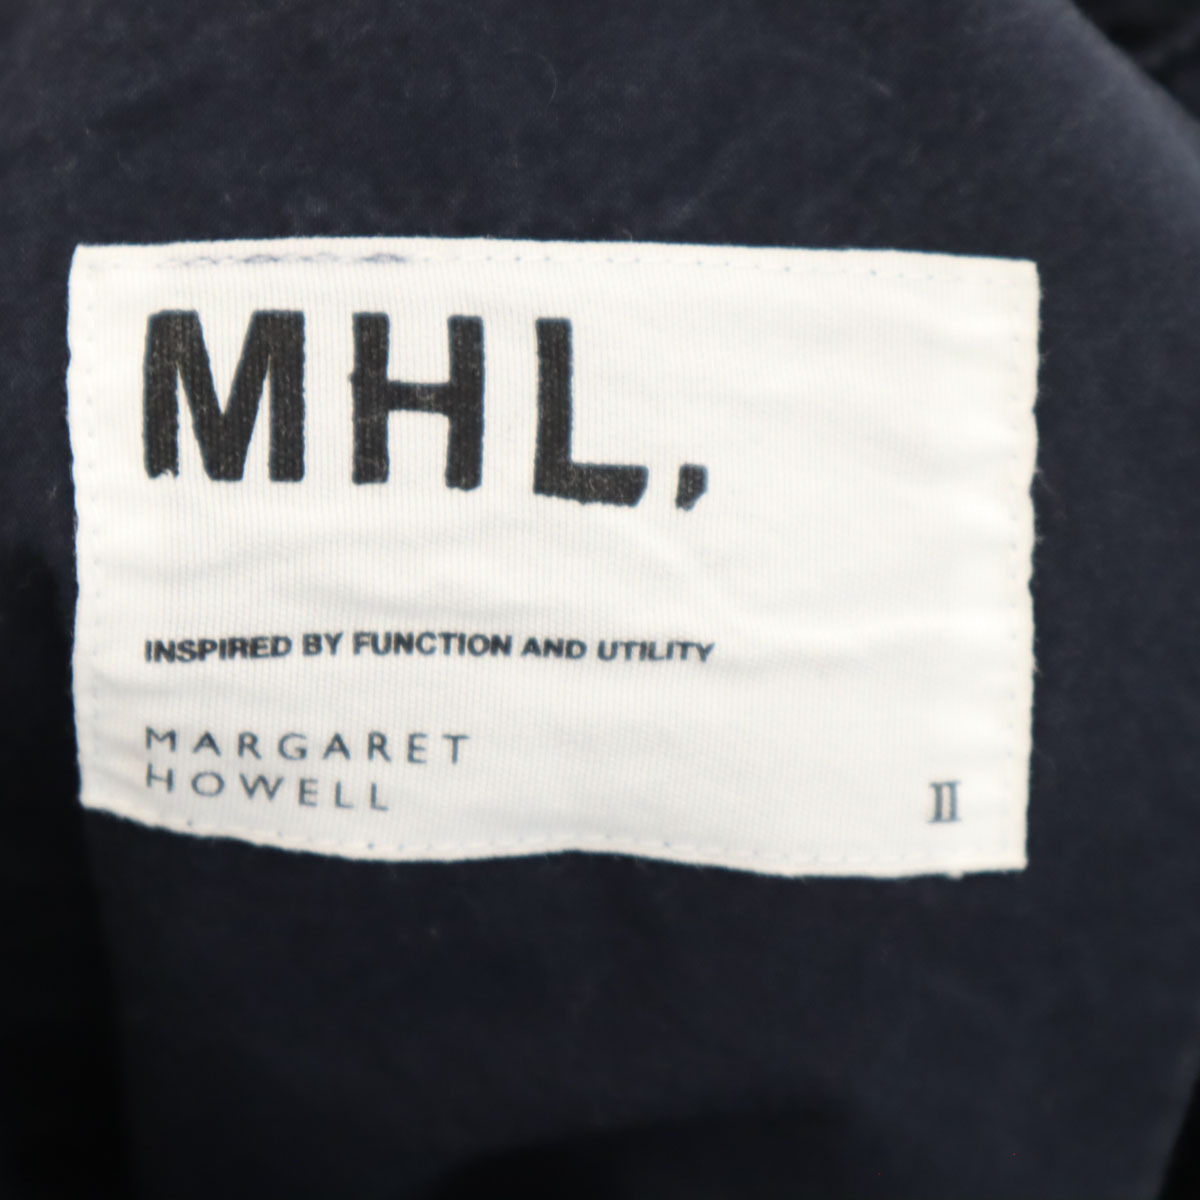 MHL.
INSPIRED BY FUNCTION AND UTILITY
MARGARET
HOWELL
II